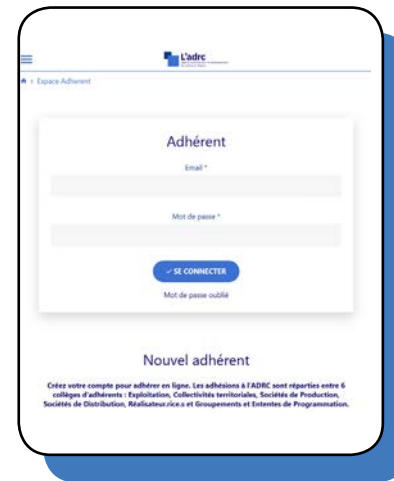 L'adrc
> Espace Adhérent
Adhérent
Email *
Mot de passe *
✓ SE CONNECTER
Mot de passe oublié
Nouvel adhérent
Créez votre compte pour adhérer en ligne. Les adhésions à l'ADRC sont réparties entre 6
collèges d'adhérents : Exploitation, Collectivités territoriales, Sociétés de Production,
Sociétés de Distribution, Réalisateur.rice.s et Groupements et Ententes de Programmation.